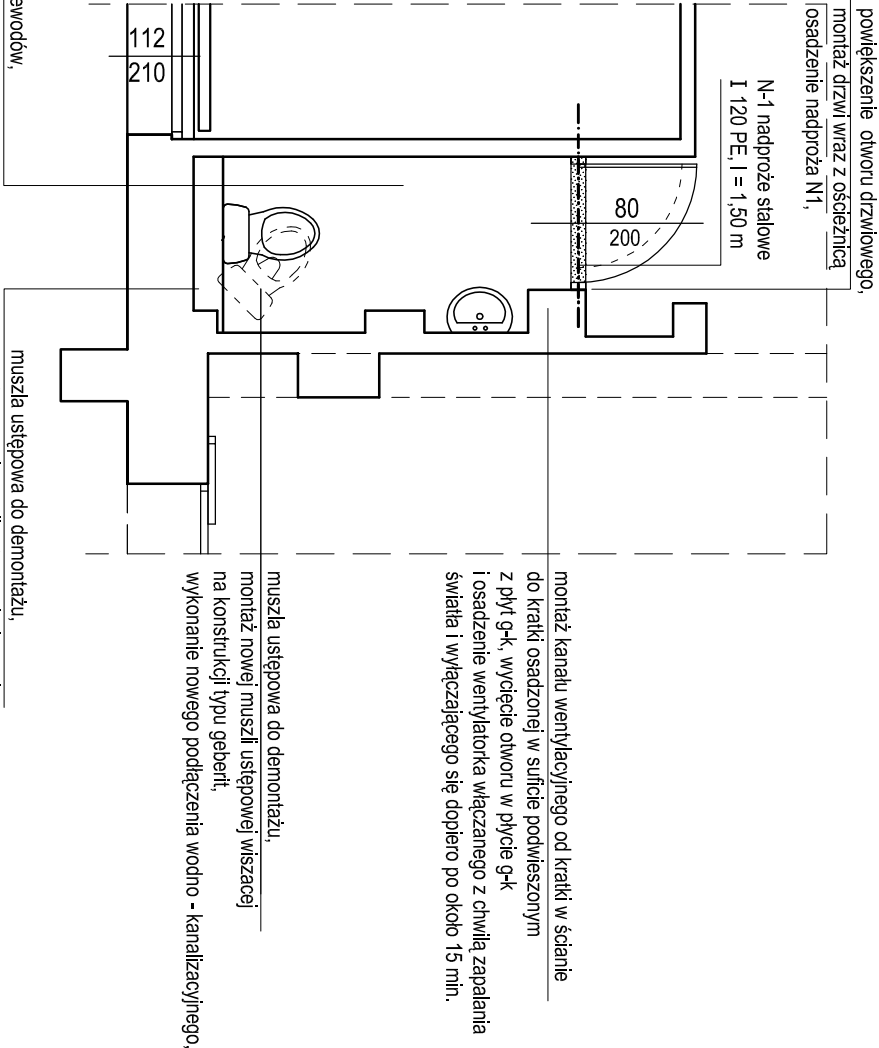 powiększenie otworu drzwiowego,
montaż drzwi wraz z ościeżnicą
osadzenie nadproża N1,
N-1 nadproże stalowe
I 120 PE, l = 1,50 m
80
200
112
210
montaż kanału wentylacyjnego od kratki w ścianie
do kratki osadzonej w suficie podwieszonym
z płyt g-k, wycięcie otworu w płycie g-k
i osadzenie wentylatorka włączanego z chwilą zapalania
światła i wyłączającego się dopiero po około 15 min.
muszla ustępowa do demontażu,
montaż nowej muszli ustępowej wiszacej
na konstrukcji typu geberit,
wykonanie nowego podłączenia wodno - kanalizacyjnego,
ewodów,
muszla ustępowa do demontażu,